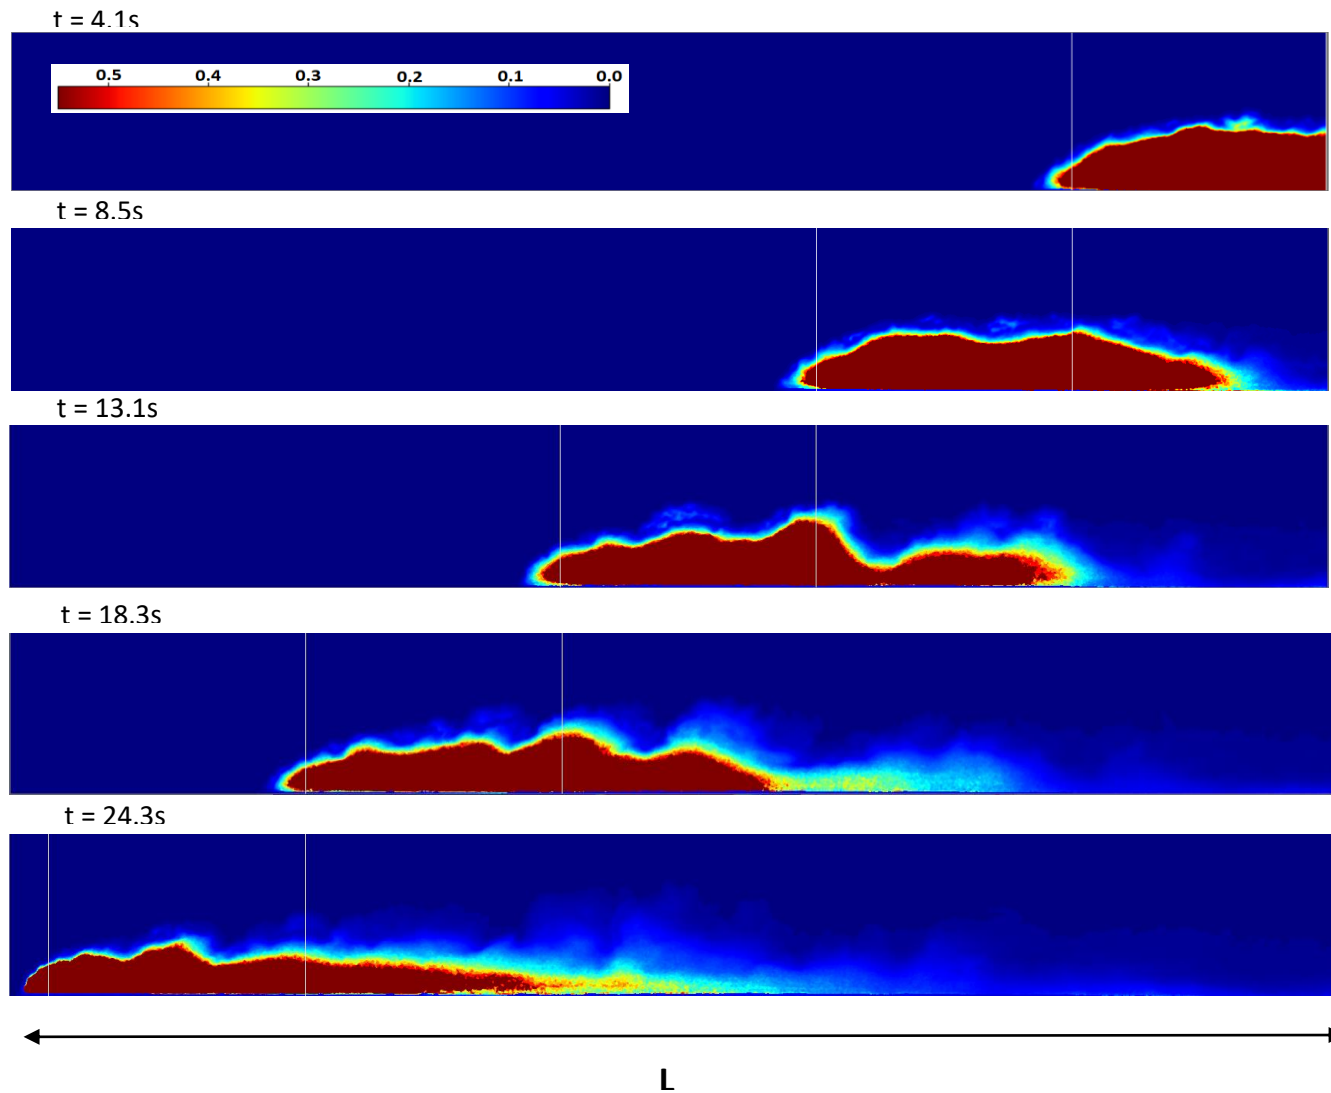 t = 4.1s
0.5 0.4 0.3 0.2 0.1 0.0
t = 8.5s
t = 13.1s
t = 18.3s
t = 24.3s
L